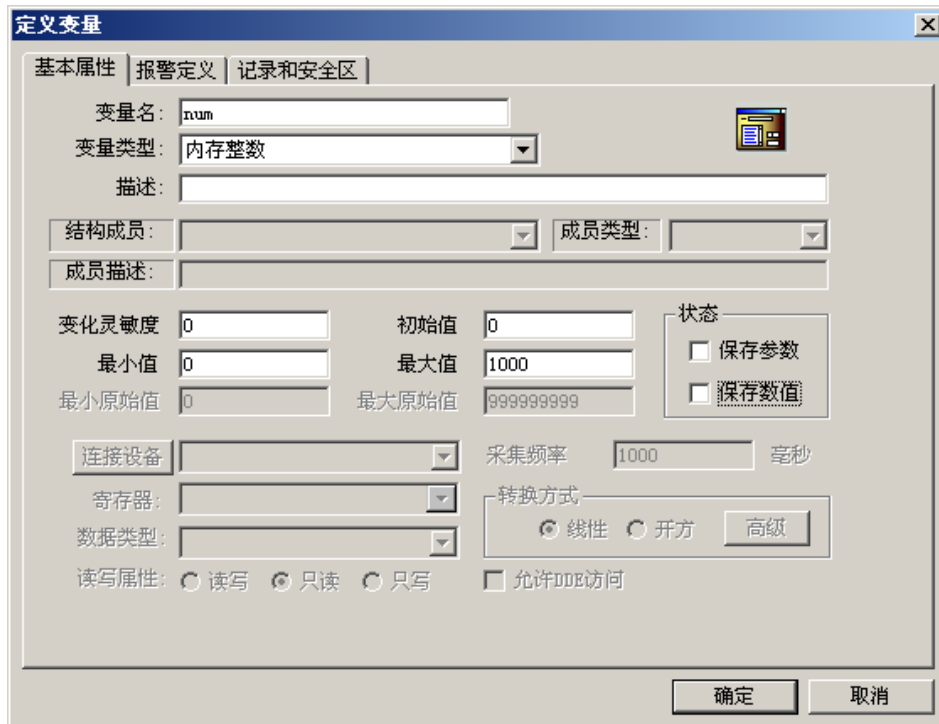 定义变量
基本属性 报警定义 记录和安全区
变量名: num
变量类型: 内存整数
描述:
结构成员: 成员类型:
成员描述:
变化灵敏度 0 初始值 0 状态
最小值 0 最大值 1000 保存参数
最小原始值 0 最大原始值 999999999 保存数值
连接设备 采集频率 1000 毫秒
寄存器: 转换方式
数据类型: 线性 开方 高级
读写属性: 读写 只读 只写 允许DDE访问
确定 取消